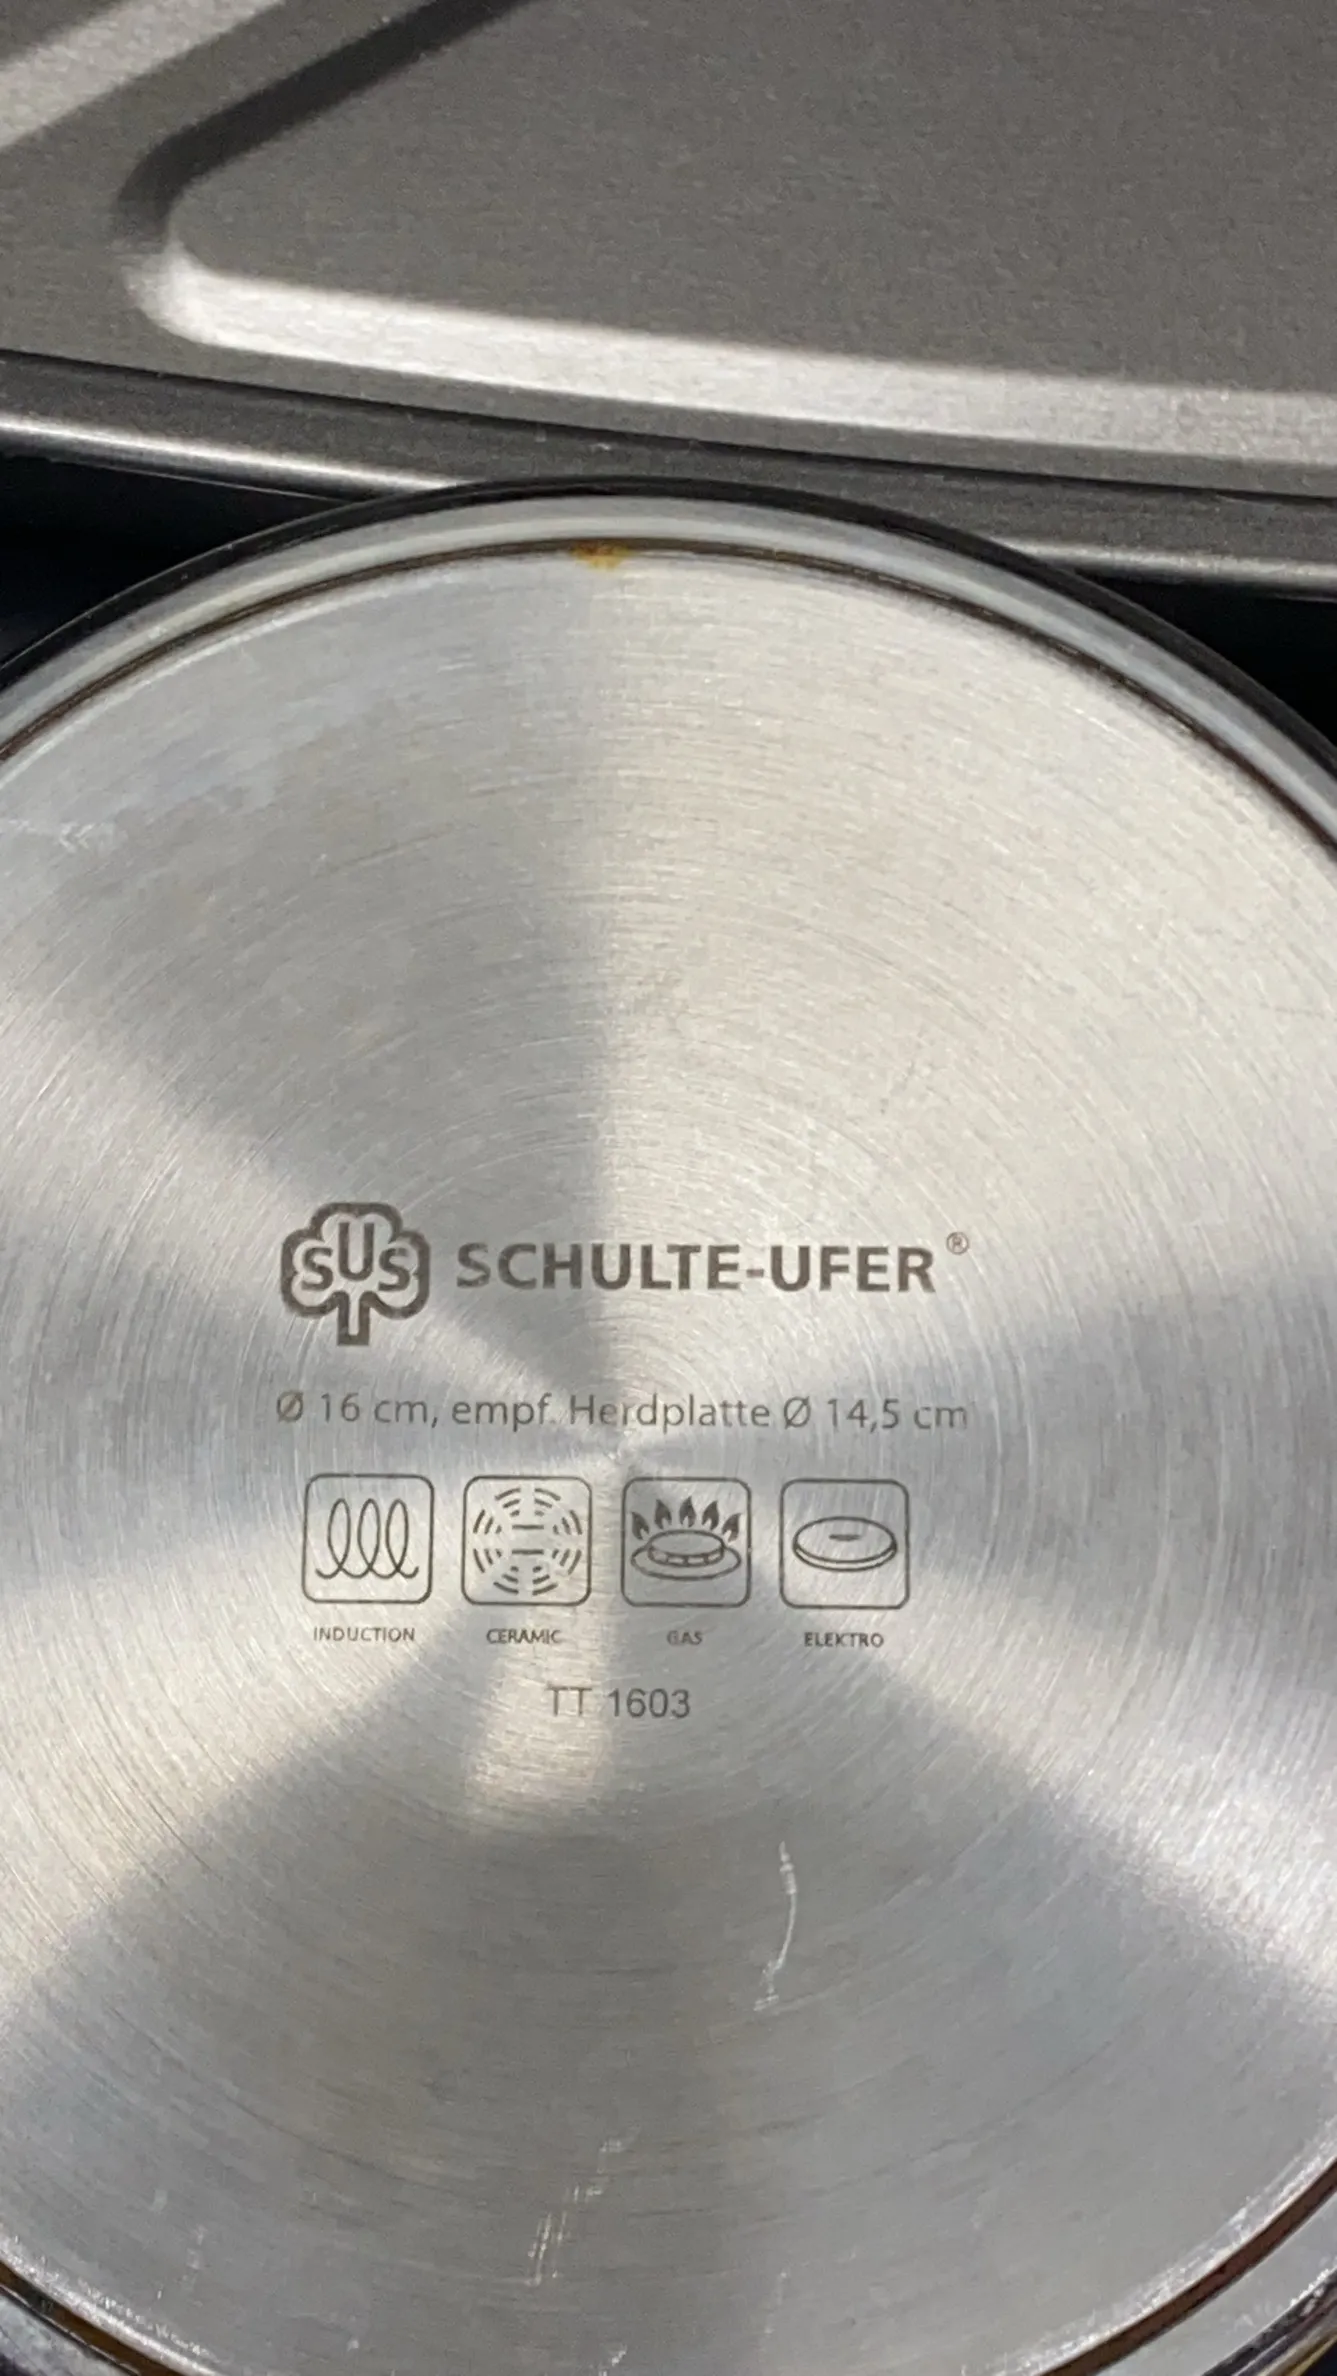 SUS SCHULTE-UFER®
Ø 16 cm, empf. Herdplatte Ø 14,5 cm
INDUCTION CERAMIC GAS ELEKTRO
TT 1603